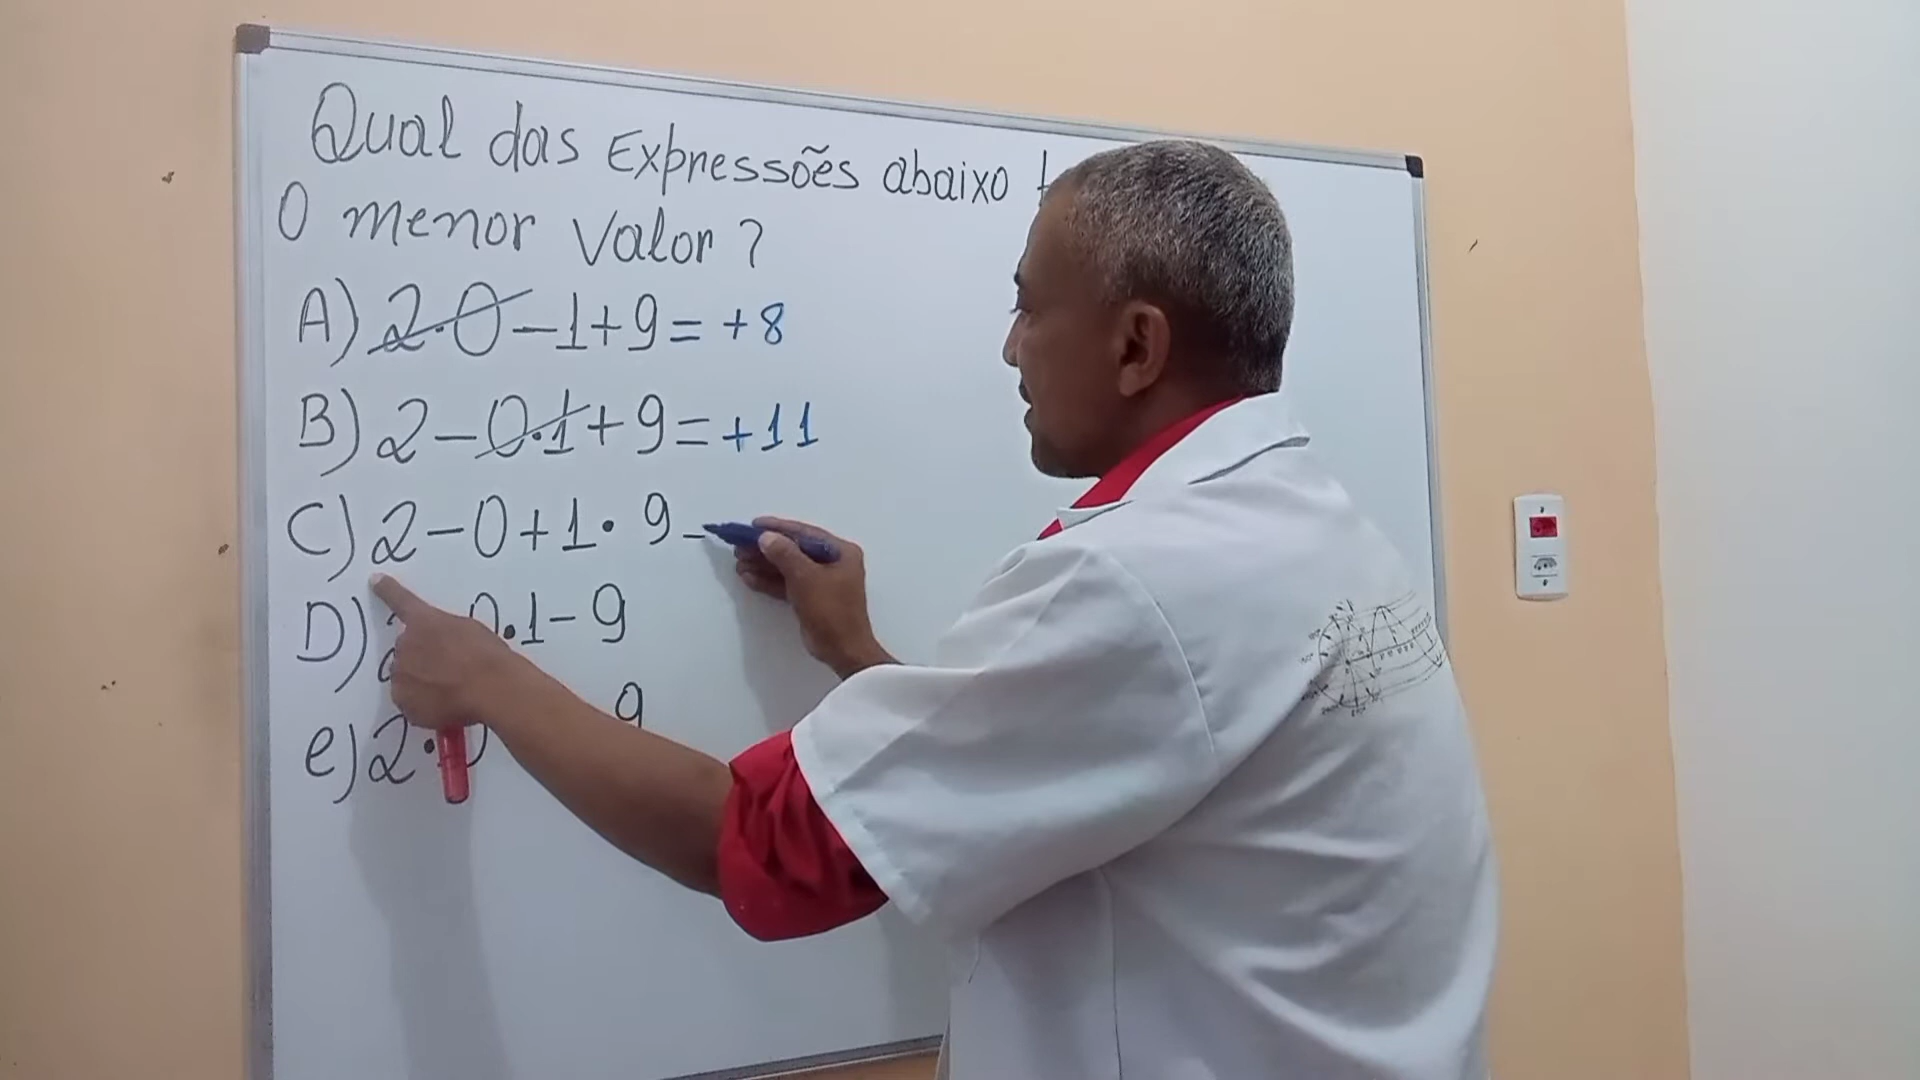 Qual das Expressões abaixo
O menor Valor?
A) 2·0-1+9=+8
B) 2-0·1+9=+11
C) 2-0+1·9-
D) 0·1-9
e) 2·0 9